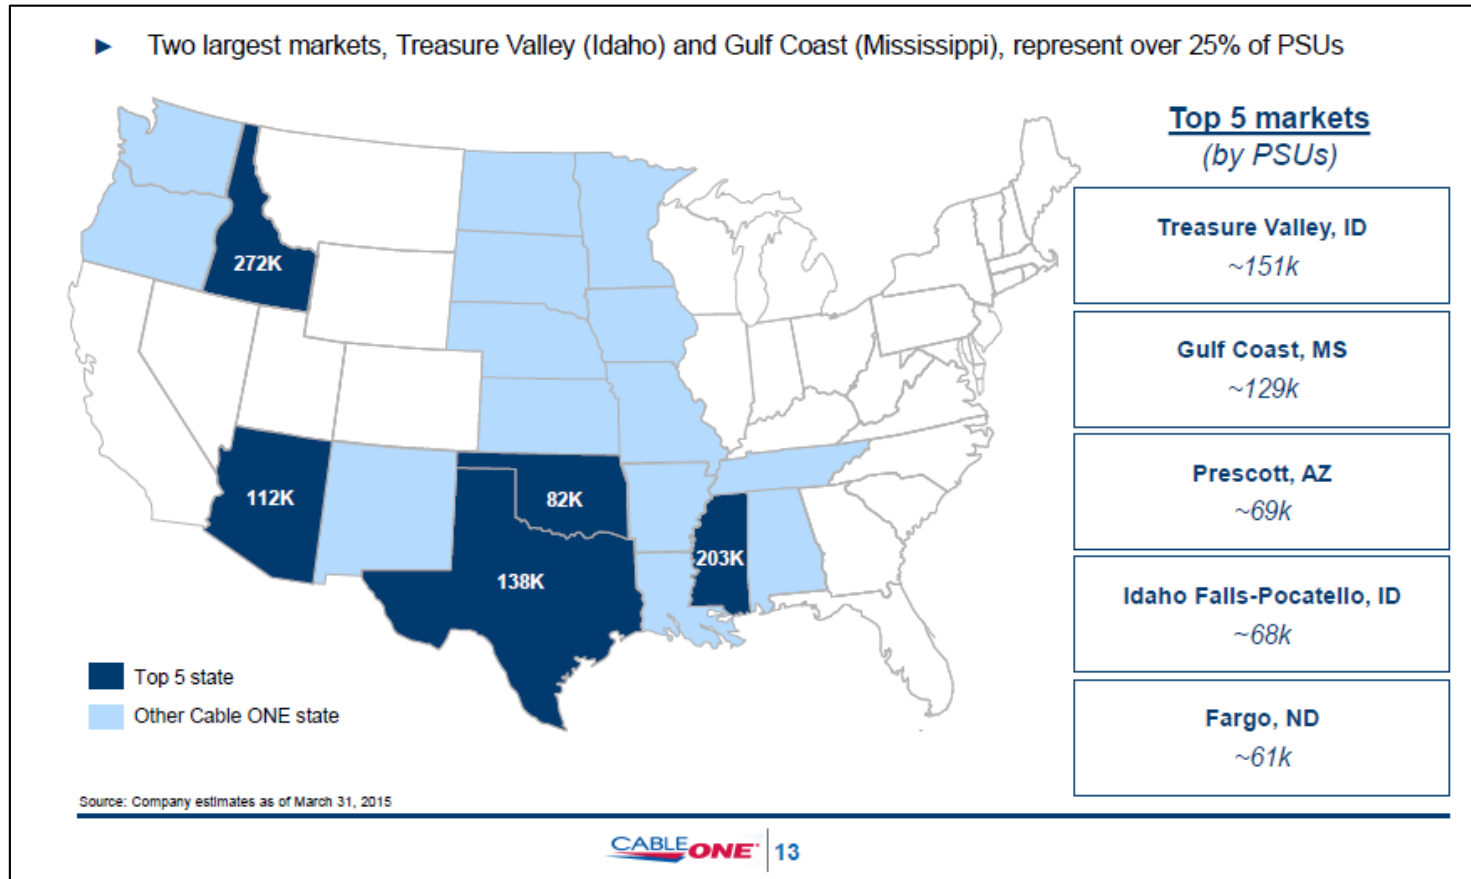 ► Two largest markets, Treasure Valley (Idaho) and Gulf Coast (Mississippi), represent over 25% of PSUs
Top 5 markets
(by PSUs)
Treasure Valley, ID
~151k
Gulf Coast, MS
~129k
Prescott, AZ
~69k
Idaho Falls-Pocatello, ID
~68k
Fargo, ND
~61k
272K
112K
82K
138K
203K
Top 5 state
Other Cable ONE state
Source: Company estimates as of March 31, 2015
CABLE ONE 13